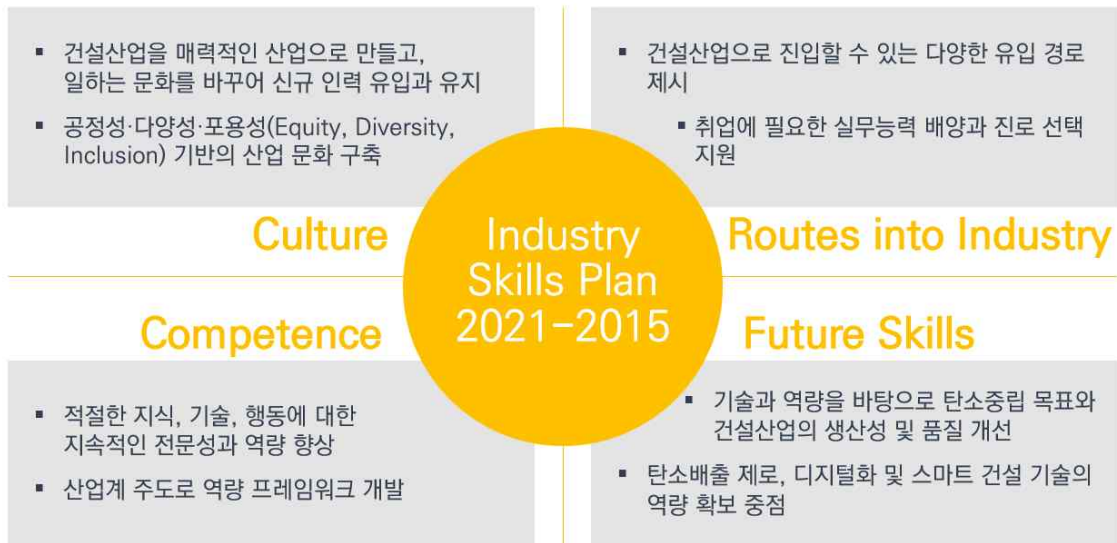 ▪ 건설산업을 매력적인 산업으로 만들고,
일하는 문화를 바꾸어 신규 인력 유입과 유지
▪ 공정성·다양성·포용성(Equity, Diversity,
Inclusion) 기반의 산업 문화 구축
Culture
▪ 건설산업으로 진입할 수 있는 다양한 유입 경로
제시
▪ 취업에 필요한 실무능력 배양과 진로 선택
지원
Routes into Industry
Industry
Skills Plan
2021-2015
Competence
▪ 적절한 지식, 기술, 행동에 대한
지속적인 전문성과 역량 향상
▪ 산업계 주도로 역량 프레임워크 개발
Future Skills
▪ 기술과 역량을 바탕으로 탄소중립 목표와
건설산업의 생산성 및 품질 개선
▪ 탄소배출 제로, 디지털화 및 스마트 건설 기술의
역량 확보 중점